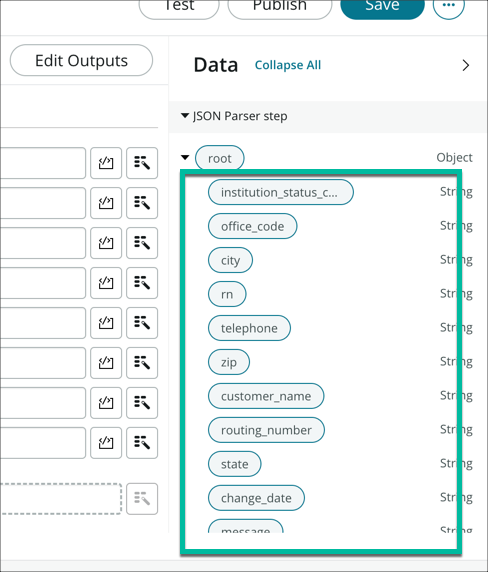 Test Publish Save
Edit Outputs
Data Collapse All
JSON Parser step
root Object
institution_status_c... String
office_code String
city String
rn String
telephone String
zip String
customer_name String
routing_number String
state String
change_date String
message String